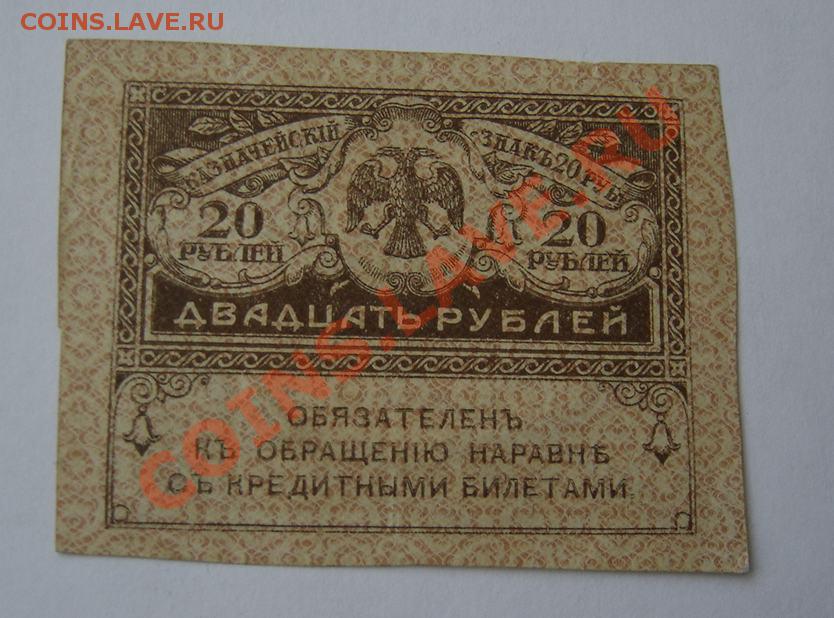 COINS.LAVE.RU
КАЗНАЧЕЙСКІЙ ЗНАКЪ 20 РУБ
20 РУБЛЕЙ 20 РУБЛЕЙ
ДВАДЦАТЬ РУБЛЕЙ
ОБЯЗАТЕЛЕНЪ
КЪ ОБРАЩЕНІЮ НАРАВНѢ
СЪ КРЕДИТНЫМИ БИЛЕТАМИ.
COINS.LAVE.RU